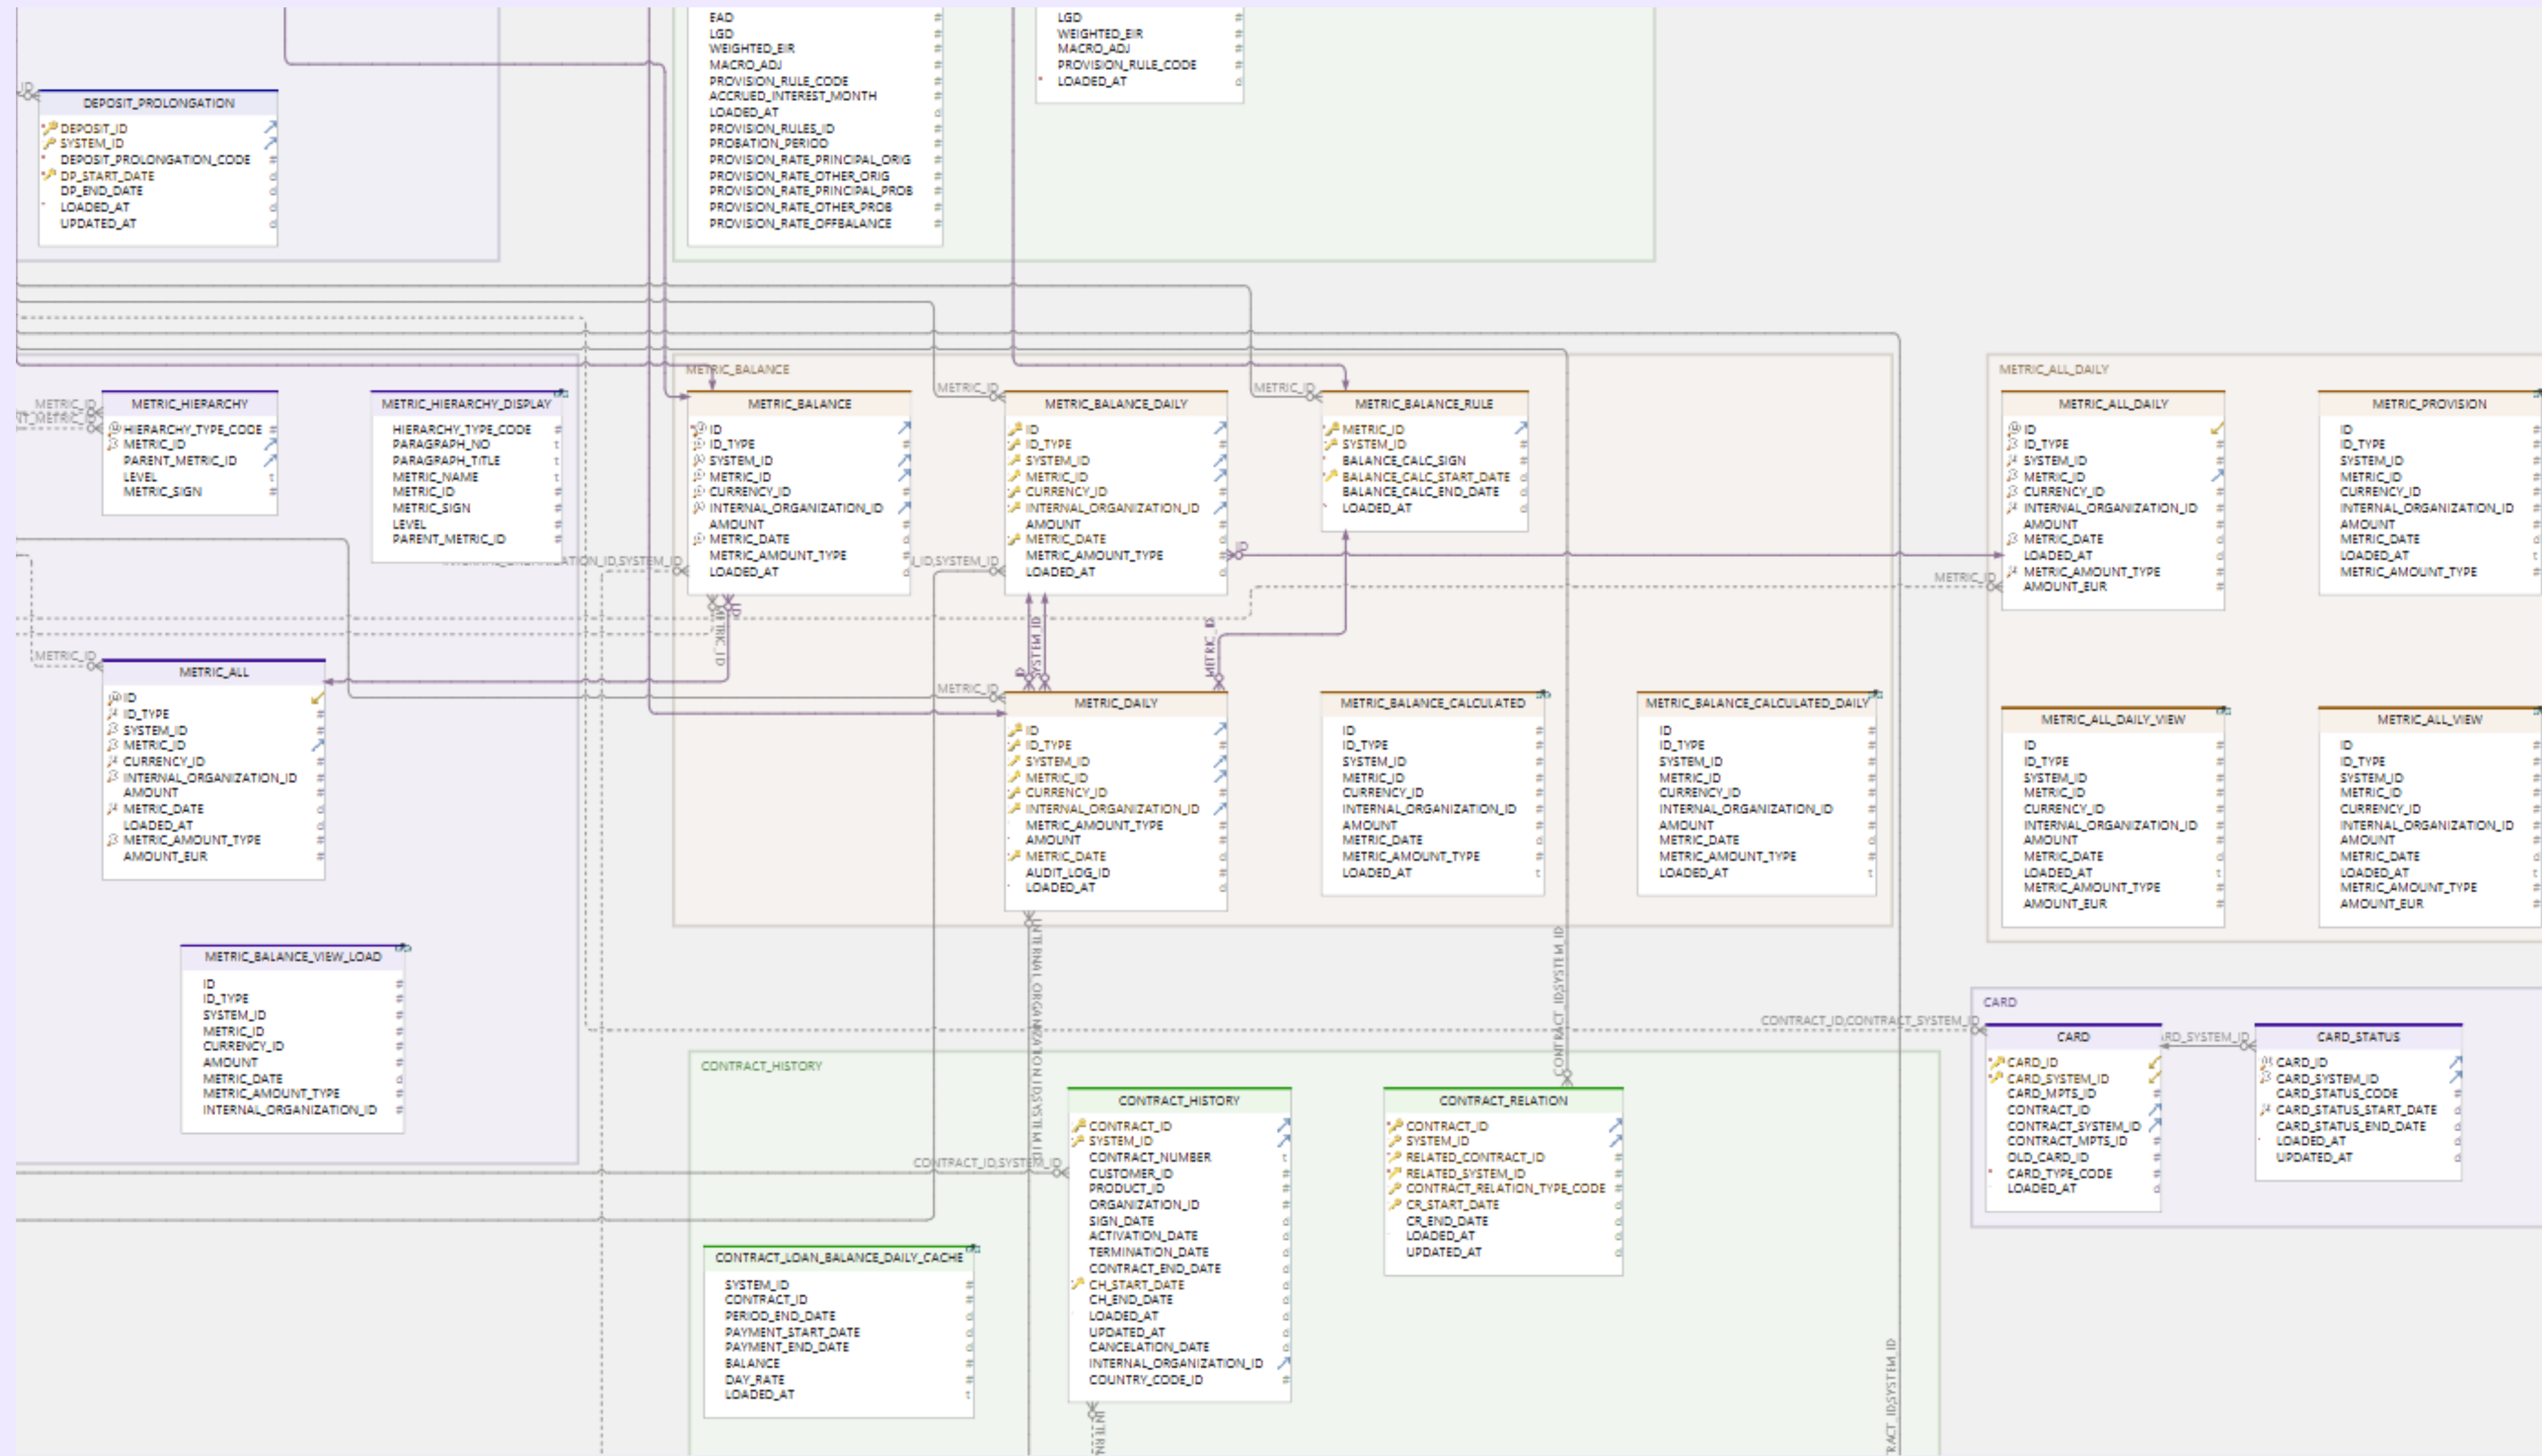 EAD
LGD
WEIGHTED_EIR
MACRO_ADJ
PROVISION_RULE_CODE
ACCRUED_INTEREST_MONTH
LOADED_AT
PROVISION_RULES_ID
PROBATION_PERIOD
PROVISION_RATE_PRINCIPAL_ORIG
PROVISION_RATE_OTHER_ORIG
PROVISION_RATE_PRINCIPAL_PROB
PROVISION_RATE_OTHER_PROB
PROVISION_RATE_OFFBALANCE
LGD
WEIGHTED_EIR
MACRO_ADJ
PROVISION_RULE_CODE
LOADED_AT
DEPOSIT_PROLONGATION
DEPOSIT_ID
SYSTEM_ID
DEPOSIT_PROLONGATION_CODE
DP_START_DATE
DP_END_DATE
LOADED_AT
UPDATED_AT
METRIC_ID
METRIC_HIERARCHY
HIERARCHY_TYPE_CODE
METRIC_ID
PARENT_METRIC_ID
LEVEL
METRIC_SIGN
METRIC_HIERARCHY_DISPLAY
HIERARCHY_TYPE_CODE
PARAGRAPH_NO
PARAGRAPH_TITLE
METRIC_NAME
METRIC_ID
METRIC_SIGN
LEVEL
PARENT_METRIC_ID
METRIC_BALANCE
METRIC_BALANCE
ID
ID_TYPE
SYSTEM_ID
METRIC_ID
CURRENCY_ID
INTERNAL_ORGANIZATION_ID
AMOUNT
METRIC_DATE
METRIC_AMOUNT_TYPE
LOADED_AT
METRIC_ID
ID
METRIC_ID
METRIC_BALANCE_DAILY
ID
ID_TYPE
SYSTEM_ID
METRIC_ID
CURRENCY_ID
INTERNAL_ORGANIZATION_ID
AMOUNT
METRIC_DATE
METRIC_AMOUNT_TYPE
LOADED_AT
ID
METRIC_ID
METRIC_BALANCE_RULE
METRIC_ID
SYSTEM_ID
BALANCE_CALC_SIGN
BALANCE_CALC_START_DATE
BALANCE_CALC_END_DATE
LOADED_AT
METRIC_ALL_DAILY
METRIC_ALL_DAILY
ID
ID_TYPE
SYSTEM_ID
METRIC_ID
CURRENCY_ID
INTERNAL_ORGANIZATION_ID
AMOUNT
METRIC_DATE
LOADED_AT
METRIC_AMOUNT_TYPE
AMOUNT_EUR
METRIC_ID
METRIC_PROVISION
ID
ID_TYPE
SYSTEM_ID
METRIC_ID
CURRENCY_ID
INTERNAL_ORGANIZATION_ID
AMOUNT
METRIC_DATE
LOADED_AT
METRIC_AMOUNT_TYPE
METRIC_ID
METRIC_ALL
ID
ID_TYPE
SYSTEM_ID
METRIC_ID
CURRENCY_ID
INTERNAL_ORGANIZATION_ID
AMOUNT
METRIC_DATE
LOADED_AT
METRIC_AMOUNT_TYPE
AMOUNT_EUR
ID
SYSTEM_ID
METRIC_ID
METRIC_ID
METRIC_DAILY
ID
ID_TYPE
SYSTEM_ID
METRIC_ID
CURRENCY_ID
INTERNAL_ORGANIZATION_ID
METRIC_AMOUNT_TYPE
AMOUNT
METRIC_DATE
AUDIT_LOG_ID
LOADED_AT
METRIC_BALANCE_CALCULATED
ID
ID_TYPE
SYSTEM_ID
METRIC_ID
CURRENCY_ID
INTERNAL_ORGANIZATION_ID
AMOUNT
METRIC_DATE
METRIC_AMOUNT_TYPE
LOADED_AT
METRIC_BALANCE_CALCULATED_DAILY
ID
ID_TYPE
SYSTEM_ID
METRIC_ID
CURRENCY_ID
INTERNAL_ORGANIZATION_ID
AMOUNT
METRIC_DATE
METRIC_AMOUNT_TYPE
LOADED_AT
METRIC_ALL_DAILY_VIEW
ID
ID_TYPE
SYSTEM_ID
METRIC_ID
CURRENCY_ID
INTERNAL_ORGANIZATION_ID
AMOUNT
METRIC_DATE
LOADED_AT
METRIC_AMOUNT_TYPE
AMOUNT_EUR
METRIC_ALL_VIEW
ID
ID_TYPE
SYSTEM_ID
METRIC_ID
CURRENCY_ID
INTERNAL_ORGANIZATION_ID
AMOUNT
METRIC_DATE
LOADED_AT
METRIC_AMOUNT_TYPE
AMOUNT_EUR
METRIC_BALANCE_VIEW_LOAD
ID
ID_TYPE
SYSTEM_ID
METRIC_ID
CURRENCY_ID
AMOUNT
METRIC_DATE
METRIC_AMOUNT_TYPE
INTERNAL_ORGANIZATION_ID
INTERNAL_ORGANIZATION_ID,SYSTEM_ID
CONTRACT_ID,SYSTEM_ID
CONTRACT_ID,CONTRACT_SYSTEM_ID
CARD
CARD
CARD_ID
CARD_SYSTEM_ID
CARD_MPTS_ID
CONTRACT_ID
CONTRACT_SYSTEM_ID
CONTRACT_MPTS_ID
OLD_CARD_ID
CARD_TYPE_CODE
LOADED_AT
CARD_STATUS
CARD_ID
CARD_SYSTEM_ID
CARD_STATUS_CODE
CARD_STATUS_START_DATE
CARD_STATUS_END_DATE
LOADED_AT
UPDATED_AT
CONTRACT_HISTORY
CONTRACT_ID,SYSTEM_ID
CONTRACT_HISTORY
CONTRACT_ID
SYSTEM_ID
CONTRACT_NUMBER
CUSTOMER_ID
PRODUCT_ID
ORGANIZATION_ID
SIGN_DATE
ACTIVATION_DATE
TERMINATION_DATE
CONTRACT_END_DATE
CH_START_DATE
CH_END_DATE
LOADED_AT
UPDATED_AT
CANCELATION_DATE
INTERNAL_ORGANIZATION_ID
COUNTRY_CODE_ID
CONTRACT_RELATION
CONTRACT_ID
SYSTEM_ID
RELATED_CONTRACT_ID
RELATED_SYSTEM_ID
CONTRACT_RELATION_TYPE_CODE
CR_START_DATE
CR_END_DATE
LOADED_AT
UPDATED_AT
CONTRACT_LOAN_BALANCE_DAILY_CACHE
SYSTEM_ID
CONTRACT_ID
PERIOD_END_DATE
PAYMENT_START_DATE
PAYMENT_END_DATE
BALANCE
DAY_RATE
LOADED_AT